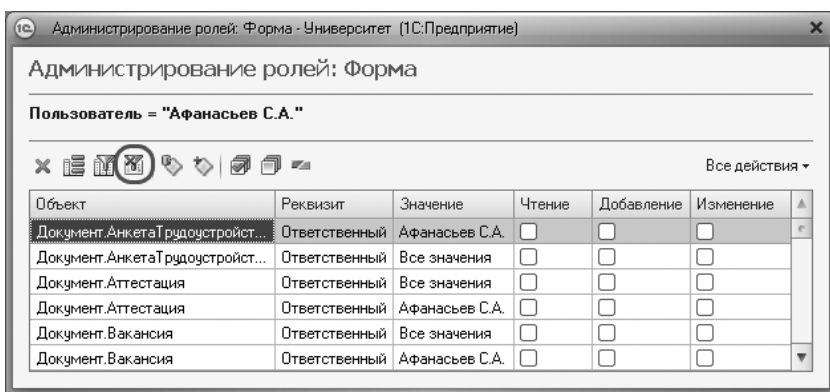 1С Администрирование ролей: Форма - Университет (1С:Предприятие)
Администрирование ролей: Форма
Пользователь = "Афанасьев С.А."
Все действия
Объект Реквизит Значение Чтение Добавление Изменение
Документ.АнкетаТрудоустройст... Ответственный Афанасьев С.А.
Документ.АнкетаТрудоустройст... Ответственный Все значения
Документ.Аттестация Ответственный Все значения
Документ.Аттестация Ответственный Афанасьев С.А.
Документ.Вакансия Ответственный Все значения
Документ.Вакансия Ответственный Афанасьев С.А.